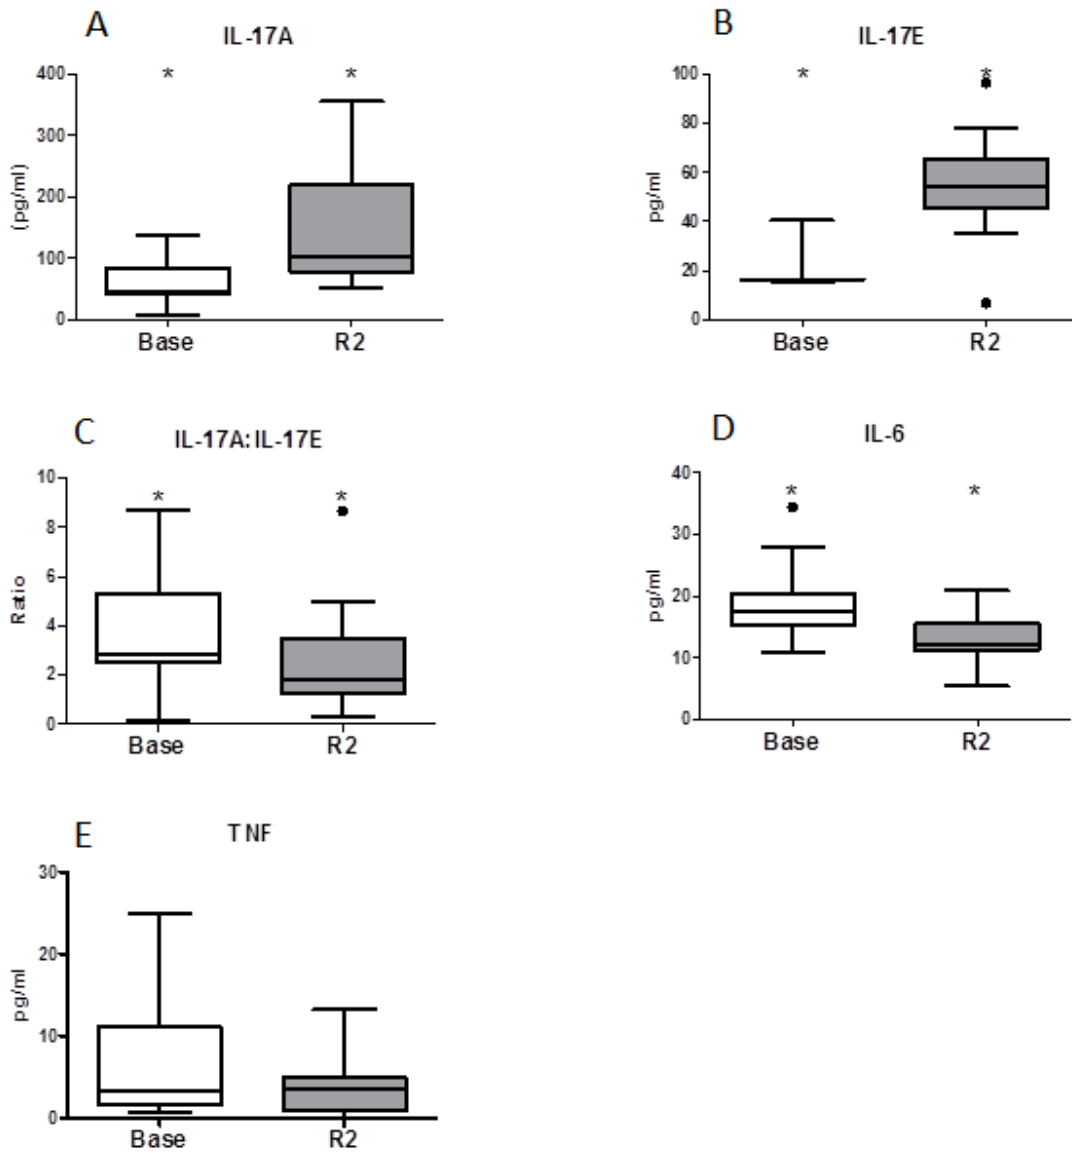 A
IL-17A
* *
400
300
200
100
0
(pg/ml)
Base R2
B
IL-17E
* *
100
80
60
40
20
0
pg/ml
Base R2
C
IL-17A:IL-17E
* *
10
8
6
4
2
0
Ratio
Base R2
D
IL-6
* *
40
30
20
10
0
pg/ml
Base R2
E
TNF
30
20
10
0
pg/ml
Base R2